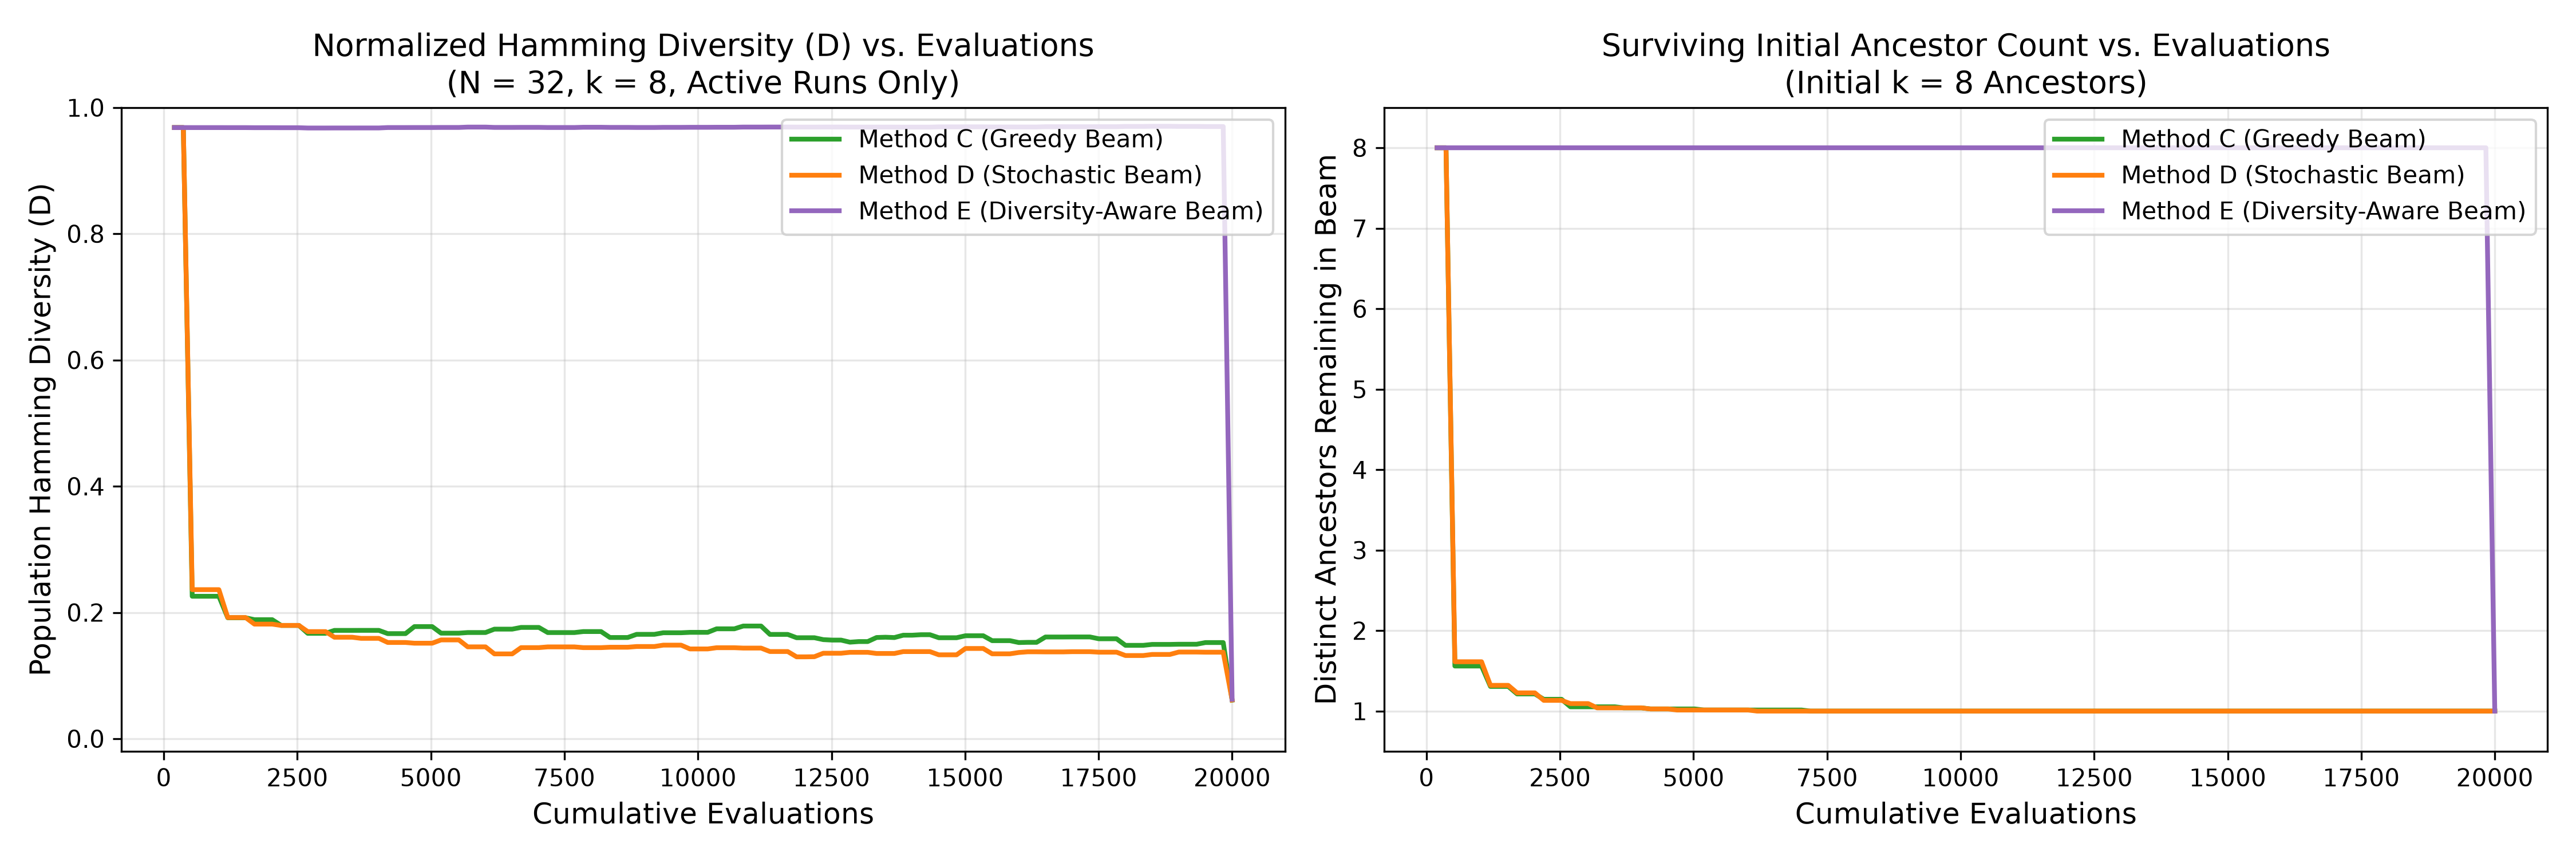 Normalized Hamming Diversity (D) vs. Evaluations
(N = 32, k = 8, Active Runs Only)
Population Hamming Diversity (D)
1.0
0.8
0.6
0.4
0.2
0.0
Method C (Greedy Beam)
Method D (Stochastic Beam)
Method E (Diversity-Aware Beam)
0 2500 5000 7500 10000 12500 15000 17500 20000
Cumulative Evaluations
Surviving Initial Ancestor Count vs. Evaluations
(Initial k = 8 Ancestors)
Distinct Ancestors Remaining in Beam
8
7
6
5
4
3
2
1
Method C (Greedy Beam)
Method D (Stochastic Beam)
Method E (Diversity-Aware Beam)
0 2500 5000 7500 10000 12500 15000 17500 20000
Cumulative Evaluations